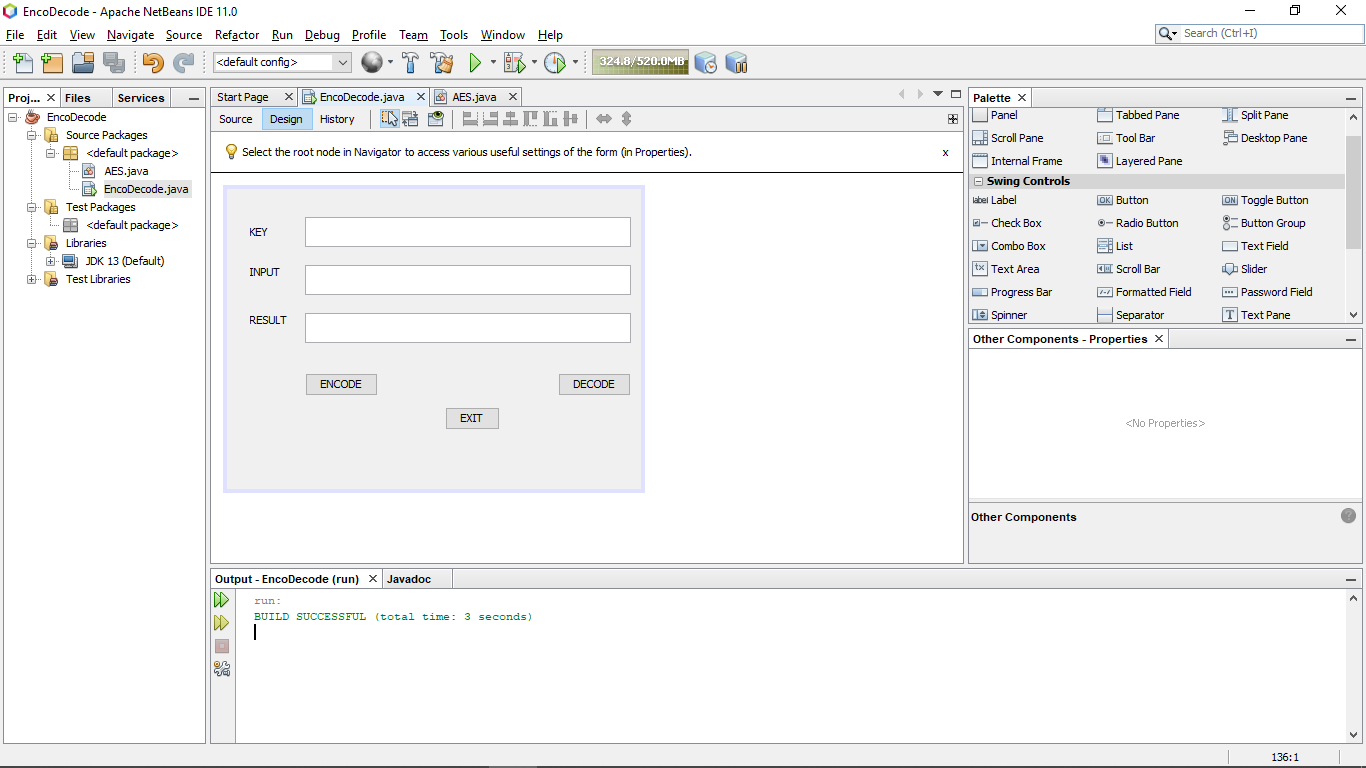 EncoDecode - Apache NetBeans IDE 11.0
File Edit View Navigate Source Refactor Run Debug Profile Team Tools Window Help
Search (Ctrl+I)
<default config>
324.8/520.0MB
Proj... Files Services
EncoDecode
Source Packages
<default package>
AES.java
EncoDecode.java
Test Packages
<default package>
Libraries
JDK 13 (Default)
Test Libraries
Start Page EncoDecode.java AES.java
Source Design History
Select the root node in Navigator to access various useful settings of the form (in Properties). x
KEY
INPUT
RESULT
ENCODE DECODE
EXIT
Palette
Panel Tabbed Pane Split Pane
Scroll Pane Tool Bar Desktop Pane
Internal Frame Layered Pane
Swing Controls
label Label OK Button ON Toggle Button
Check Box Radio Button Button Group
Combo Box List Text Field
Text Area Scroll Bar Slider
Progress Bar Formatted Field Password Field
Spinner Separator Text Pane
Other Components - Properties
<No Properties>
Other Components
Output - EncoDecode (run) Javadoc
run:
BUILD SUCCESSFUL (total time: 3 seconds)
136:1